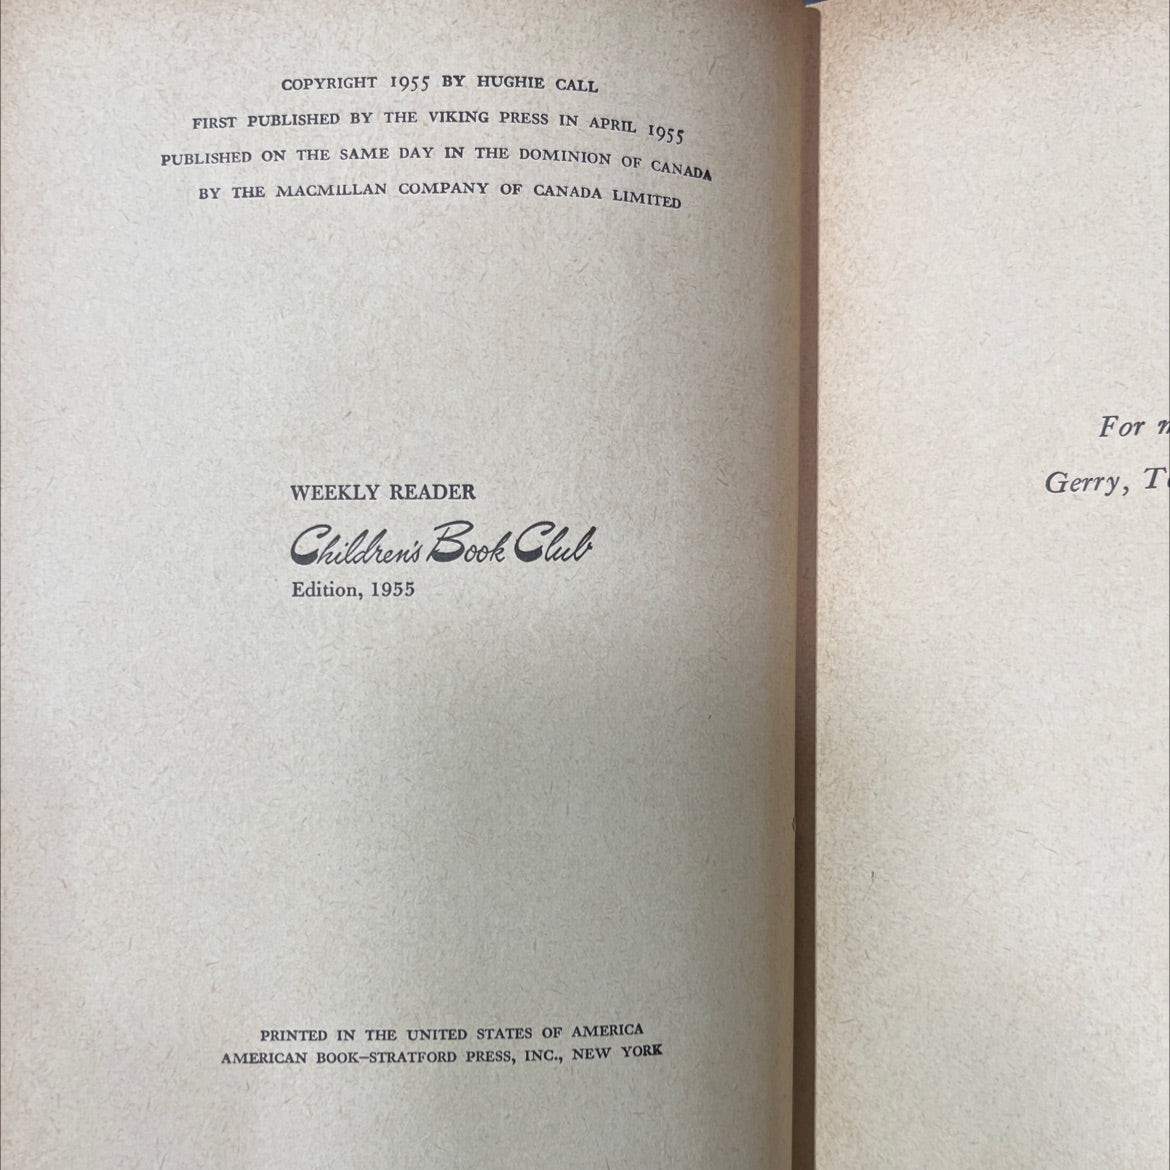 COPYRIGHT 1955 BY HUGHIE CALL
FIRST PUBLISHED BY THE VIKING PRESS IN APRIL 1955
PUBLISHED ON THE SAME DAY IN THE DOMINION OF CANADA
BY THE MACMILLAN COMPANY OF CANADA LIMITED
WEEKLY READER
Children's Book Club
Edition, 1955
PRINTED IN THE UNITED STATES OF AMERICA
AMERICAN BOOK–STRATFORD PRESS, INC., NEW YORK
For
Gerry,